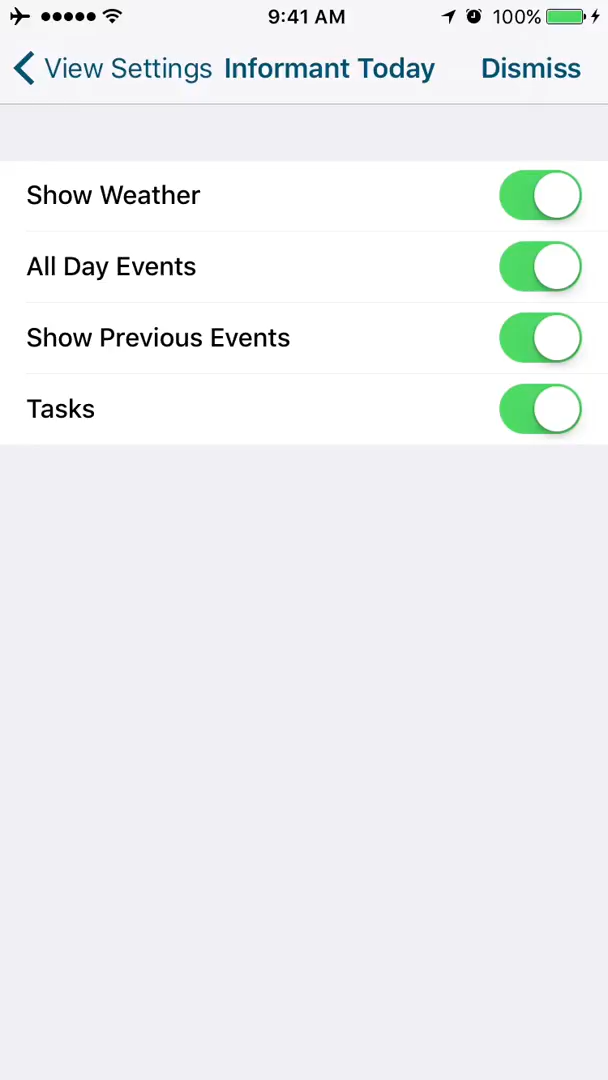 9:41 AM 100%
View Settings Informant Today Dismiss
Show Weather
All Day Events
Show Previous Events
Tasks